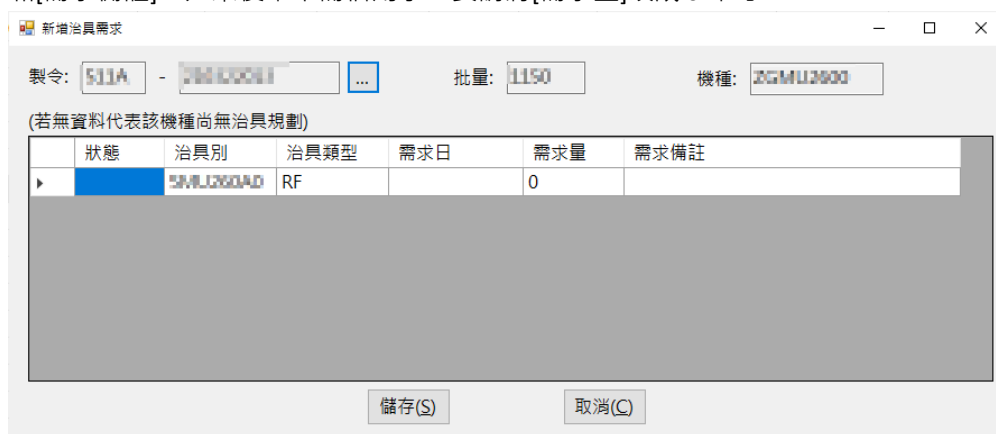 新增治具需求
製令: 511A - ... 批量: 1150 機種:
(若無資料代表該機種尚無治具規劃)
狀態 治具別 治具類型 需求日 需求量 需求備註
RF 0
儲存(S) 取消(C)